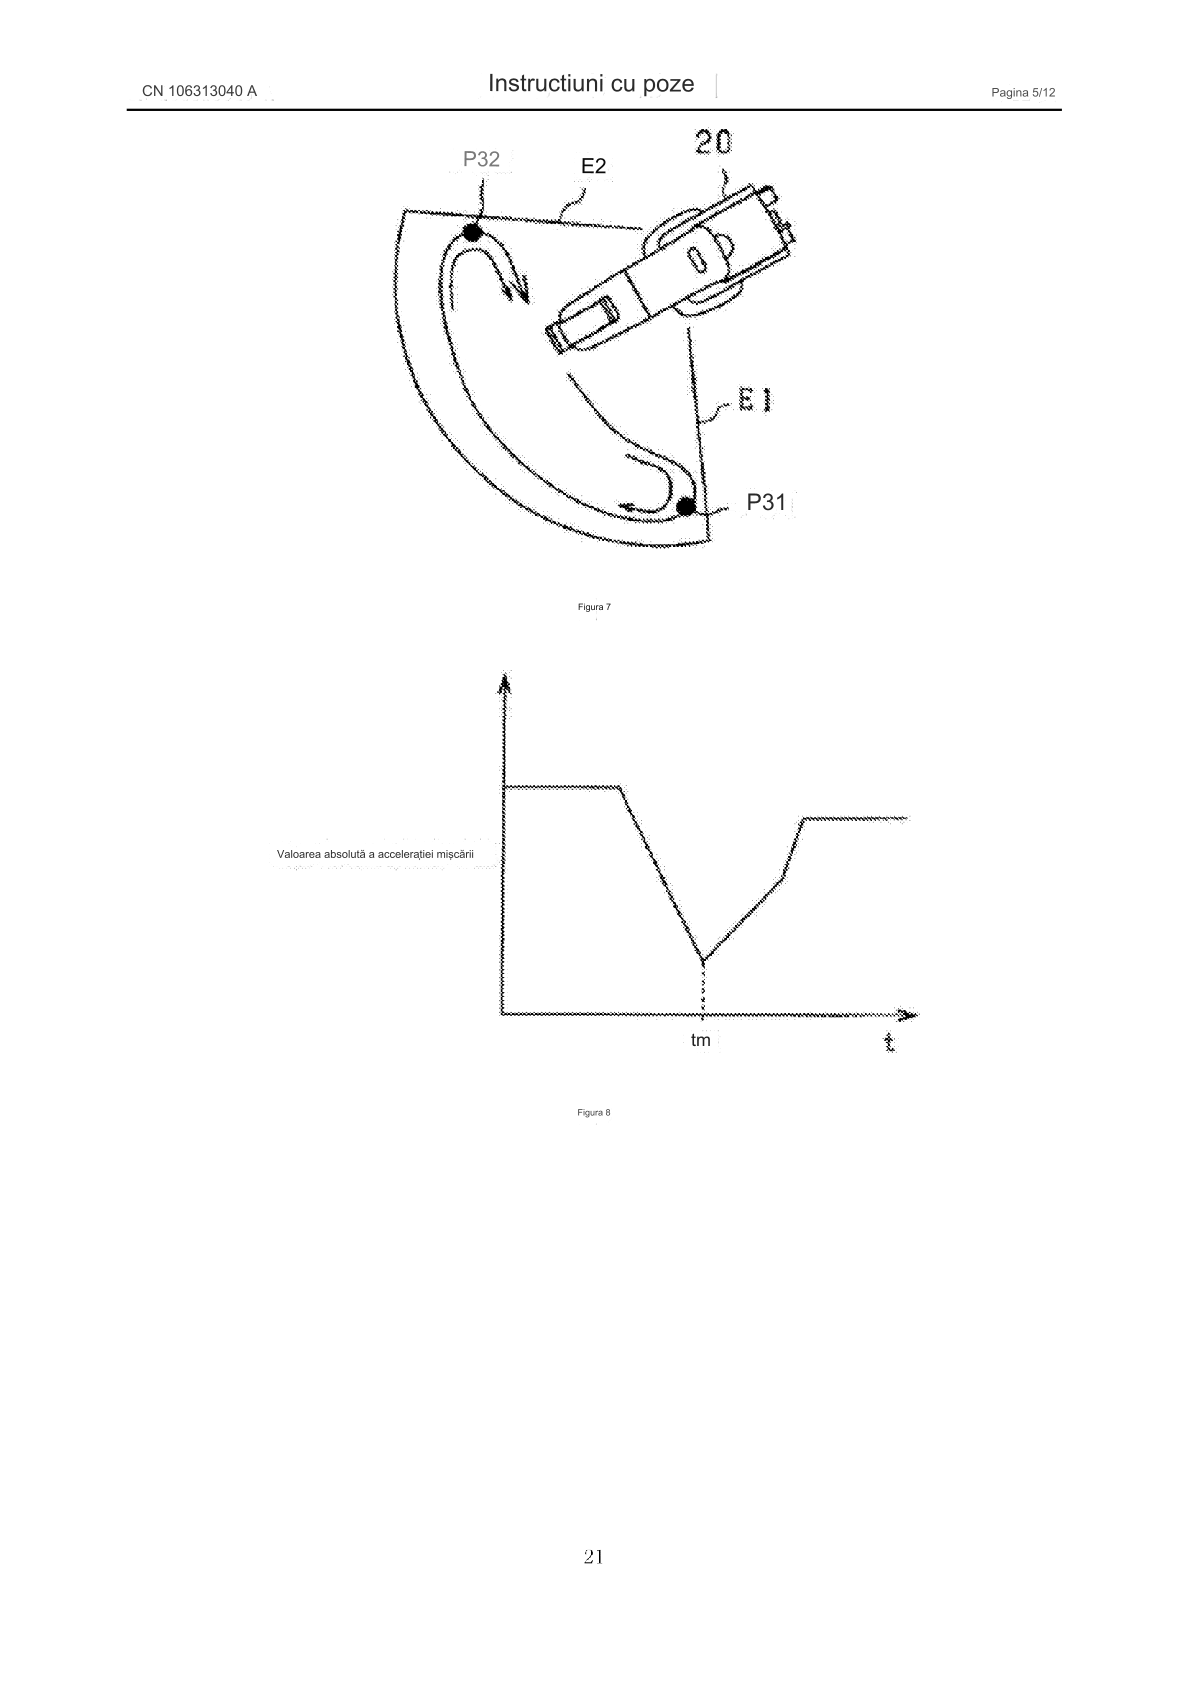 CN 106313040 A
Instructiuni cu poze
Pagina 5/12
20
P32
E2
E1
P31
Figura 7
Valoarea absolută a accelerației mișcării
tm
t
Figura 8
21